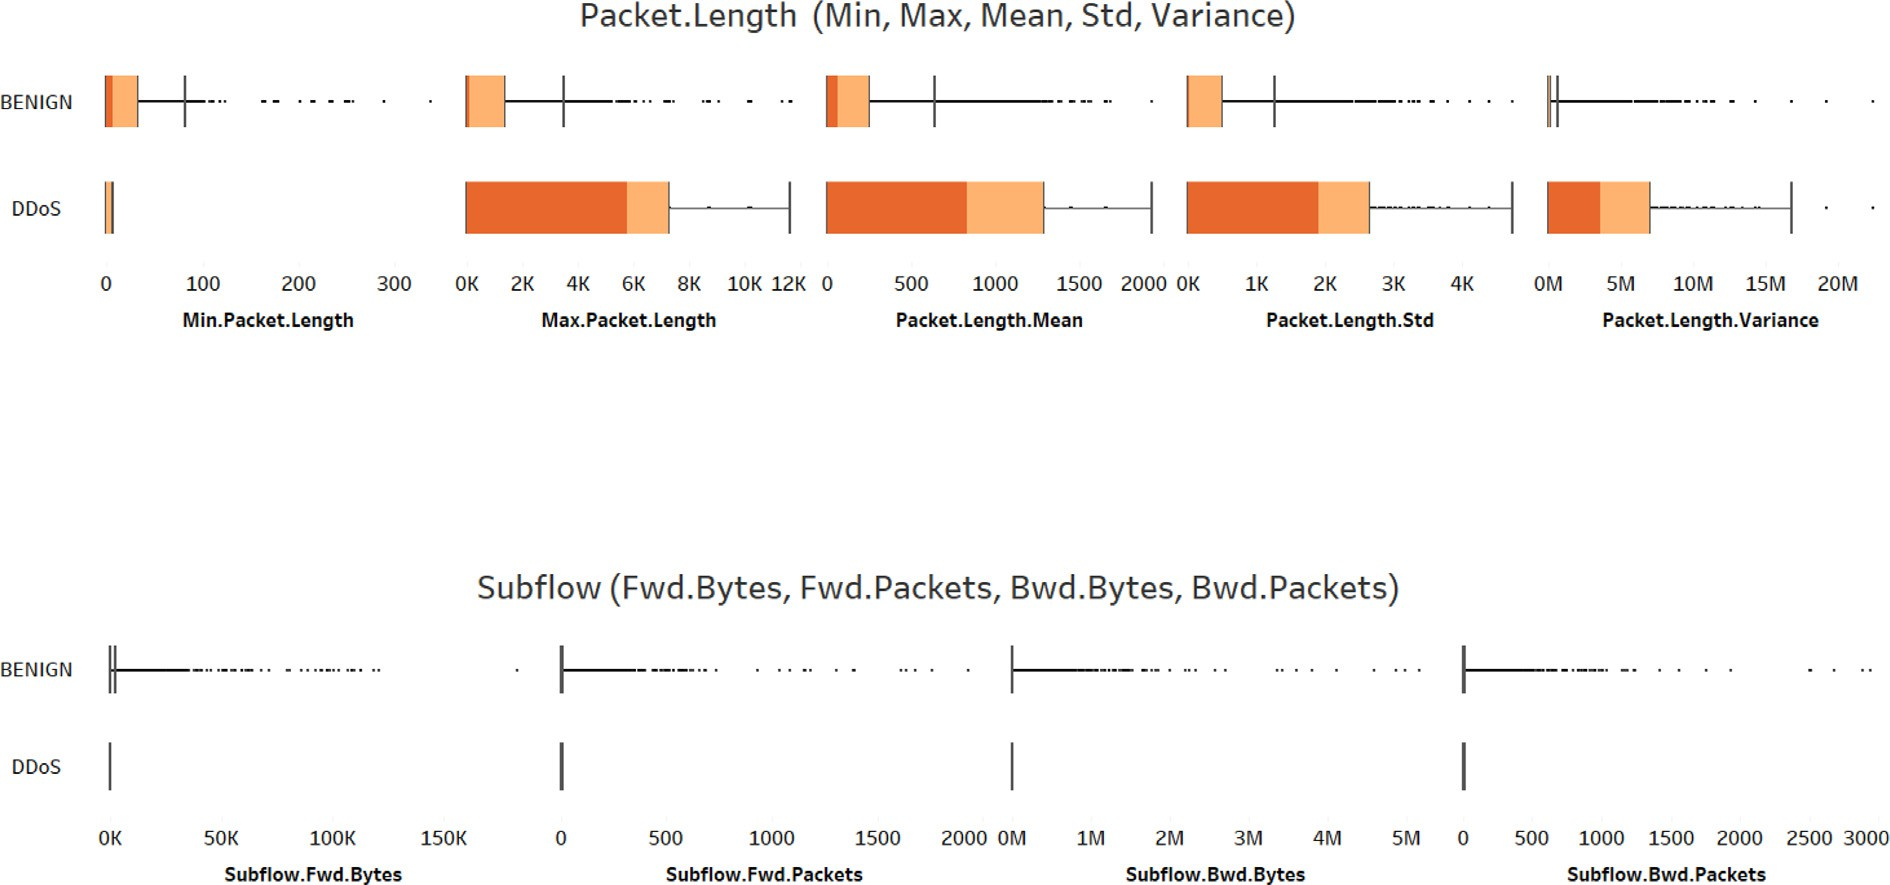 Packet.Length (Min, Max, Mean, Std, Variance)
BENIGN
DDoS
0 100 200 300 0K 2K 4K 6K 8K 10K 12K 0 500 1000 1500 2000 0K 1K 2K 3K 4K 0M 5M 10M 15M 20M
Min.Packet.Length Max.Packet.Length Packet.Length.Mean Packet.Length.Std Packet.Length.Variance
Subflow (Fwd.Bytes, Fwd.Packets, Bwd.Bytes, Bwd.Packets)
BENIGN
DDoS
0K 50K 100K 150K 0 500 1000 1500 2000 0M 1M 2M 3M 4M 5M 0 500 1000 1500 2000 2500 3000
Subflow.Fwd.Bytes Subflow.Fwd.Packets Subflow.Bwd.Bytes Subflow.Bwd.Packets